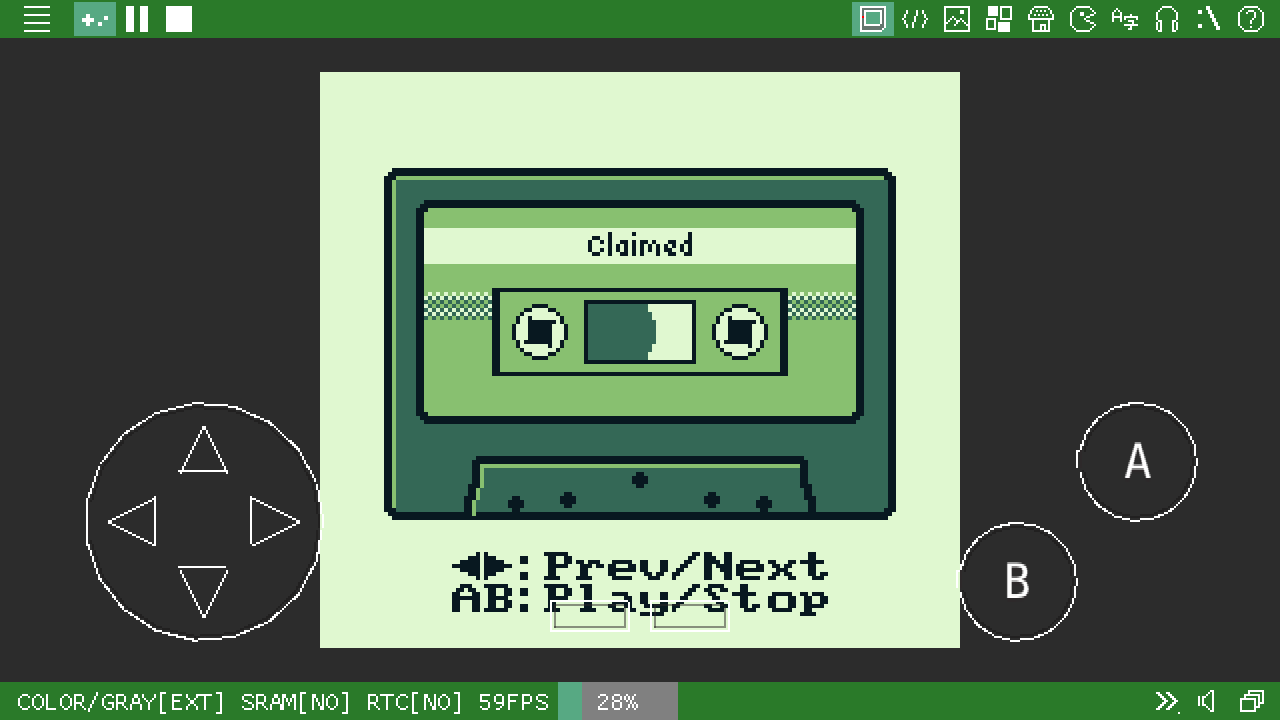 Claimed
A
B
◀▶: Prev/Next
AB: Play/Stop
COLOR/GRAY[EXT] SRAM[NO] RTC[NO] 59FPS 28%